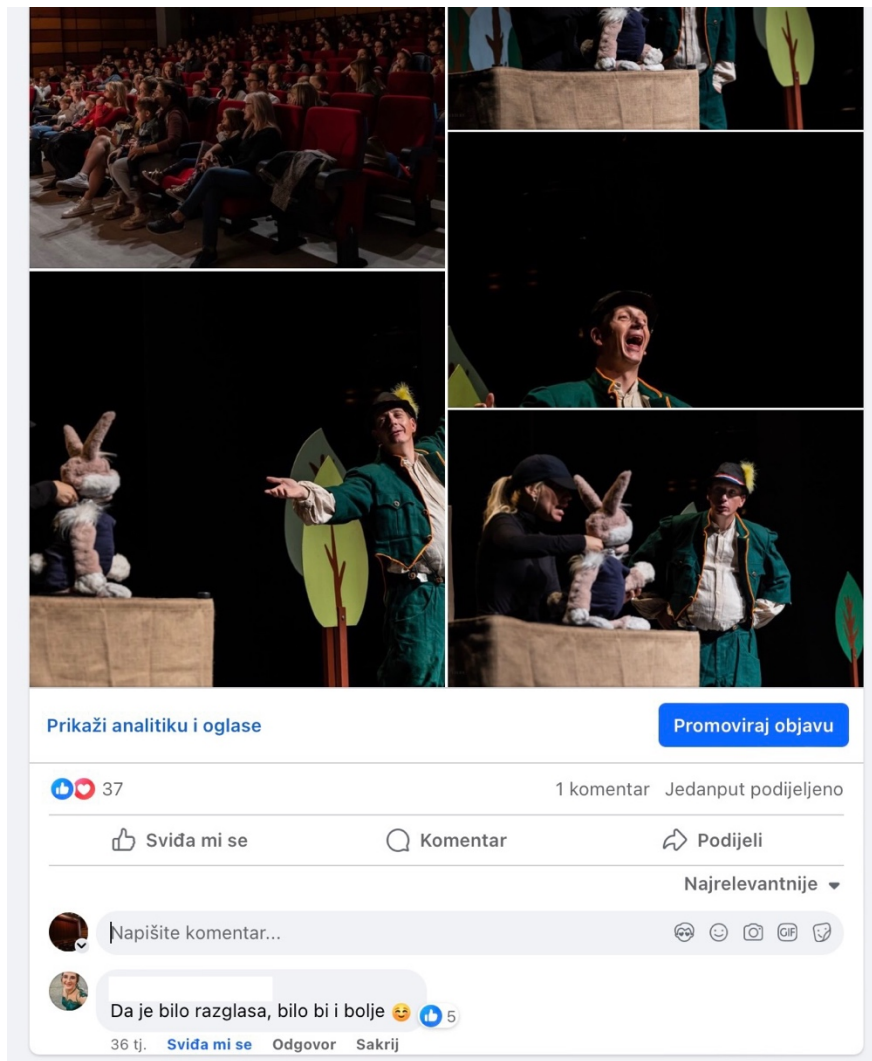 Prikaži analitiku i oglase
Promoviraj objavu
37
1 komentar Jedanput podijeljeno
Sviđa mi se
Komentar
Podijeli
Najrelevantnije
Napišite komentar...
GIF
Da je bilo razglasa, bilo bi i bolje 😊
5
36 tj. Sviđa mi se Odgovor Sakrij